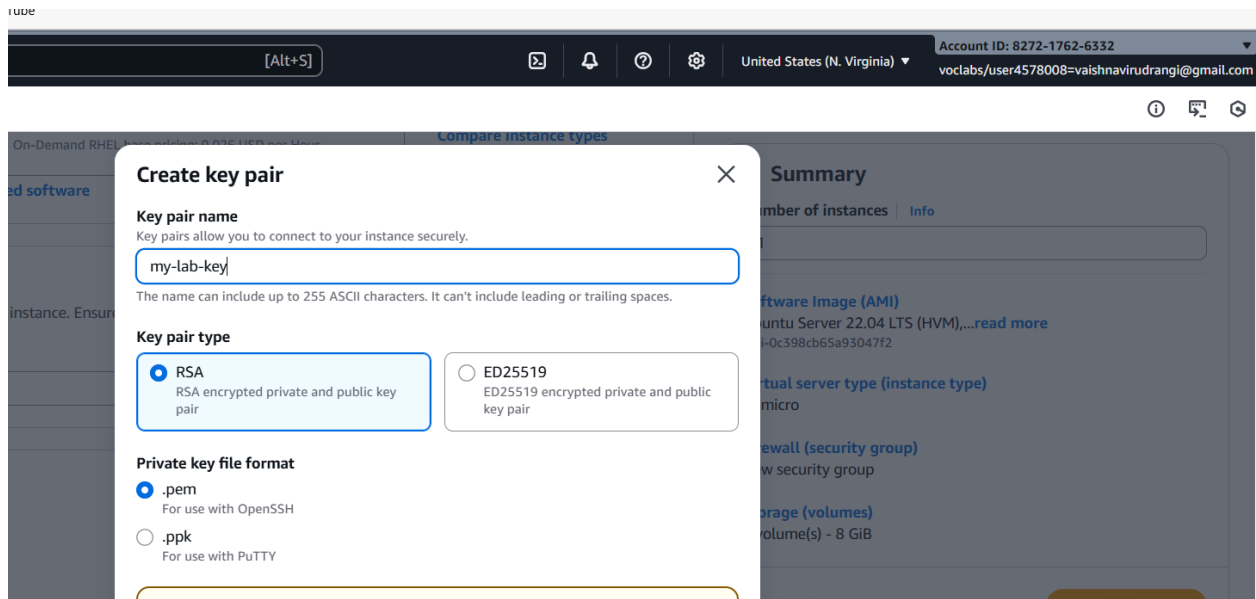 [Alt+S]
United States (N. Virginia) ▼
Account ID: 8272-1762-6332
voclabs/user4578008=vaishnavirudrangi@gmail.com
On-Demand RHEL base pricing: 0.026 USD per Hour
Compare instance types
ed software
instance. Ensure
Create key pair
Key pair name
Key pairs allow you to connect to your instance securely.
my-lab-key
The name can include up to 255 ASCII characters. It can't include leading or trailing spaces.
Key pair type
RSA
RSA encrypted private and public key
pair
ED25519
ED25519 encrypted private and public
key pair
Private key file format
.pem
For use with OpenSSH
.ppk
For use with PuTTY
Summary
mber of instances
Info
ftware Image (AMI)
untu Server 22.04 LTS (HVM),...read more
i-0c398cb65a93047f2
rtual server type (instance type)
micro
ewall (security group)
w security group
orage (volumes)
volume(s) - 8 GiB